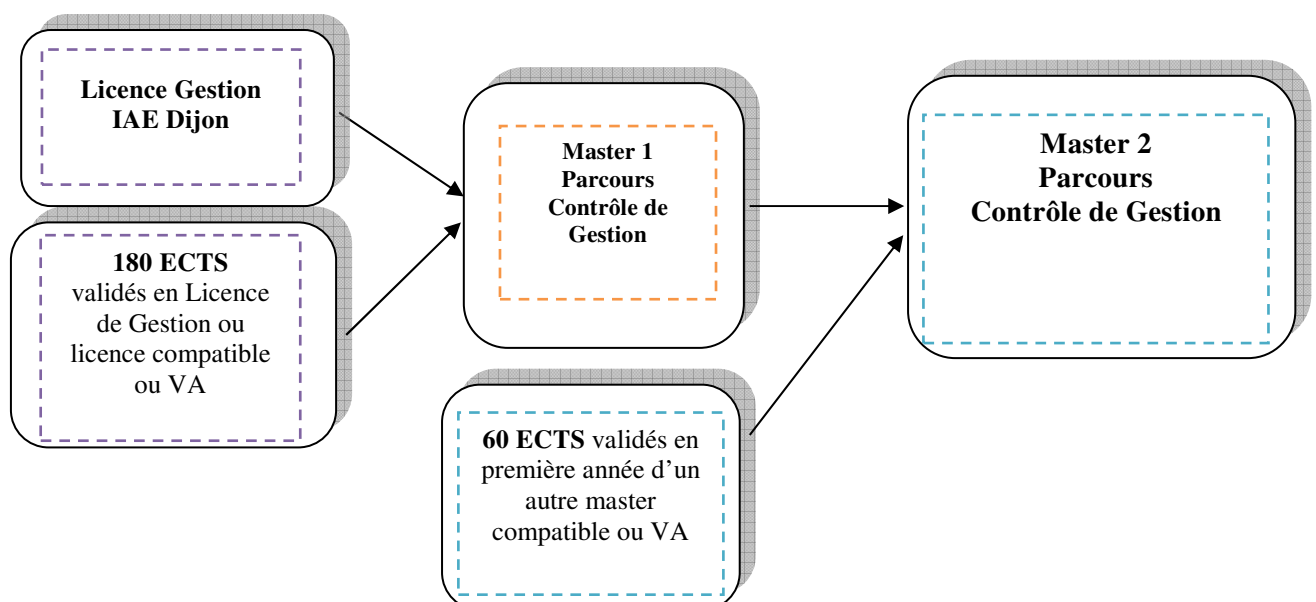 Licence Gestion
IAE Dijon
180 ECTS
validés en Licence
de Gestion ou
licence compatible
ou VA
Master 1
Parcours
Contrôle de
Gestion
60 ECTS validés en
première année d’un
autre master
compatible ou VA
Master 2
Parcours
Contrôle de Gestion